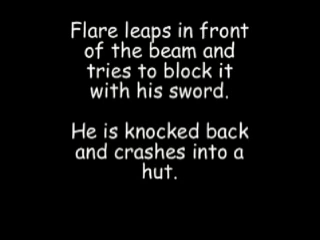 Flare leaps in front
of the beam and
tries to block it
with his sword.
He is knocked back
and crashes into a
hut.